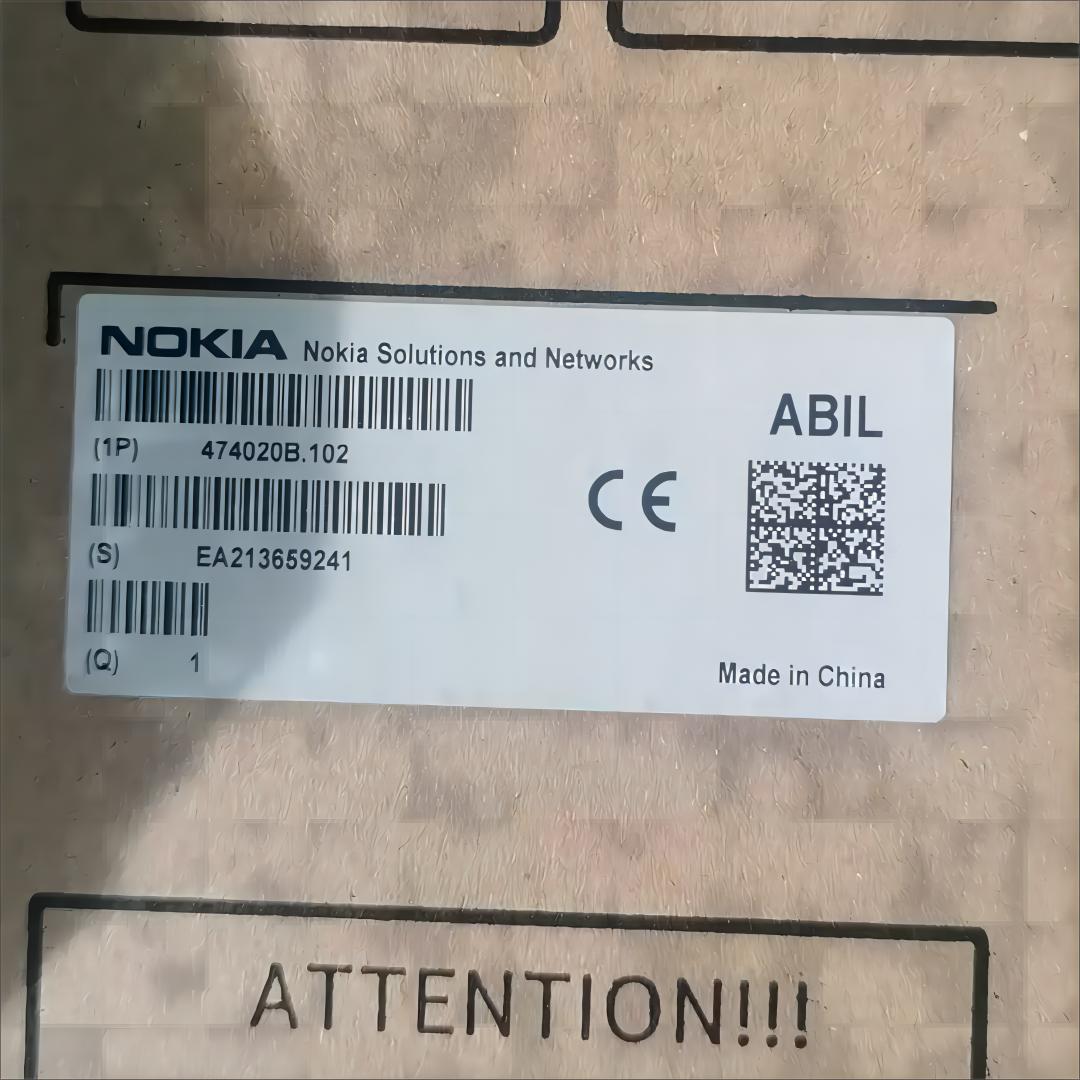 NOKIA Nokia Solutions and Networks
ABIL
(1P) 474020B.102
(S) EA213659241
(Q) 1
CE
Made in China
ATTENTION!!!